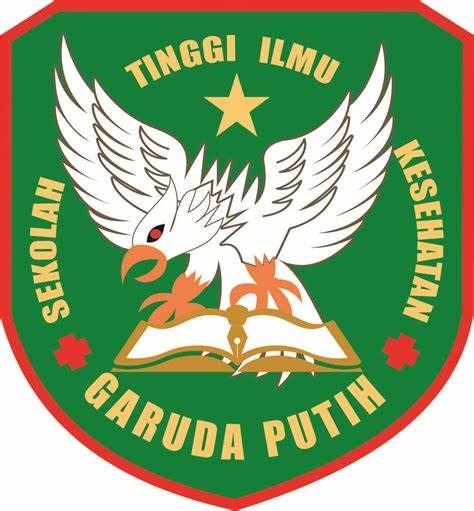 SEKOLAH
TINGGI ILMU
KESEHATAN
GARUDA PUTIH